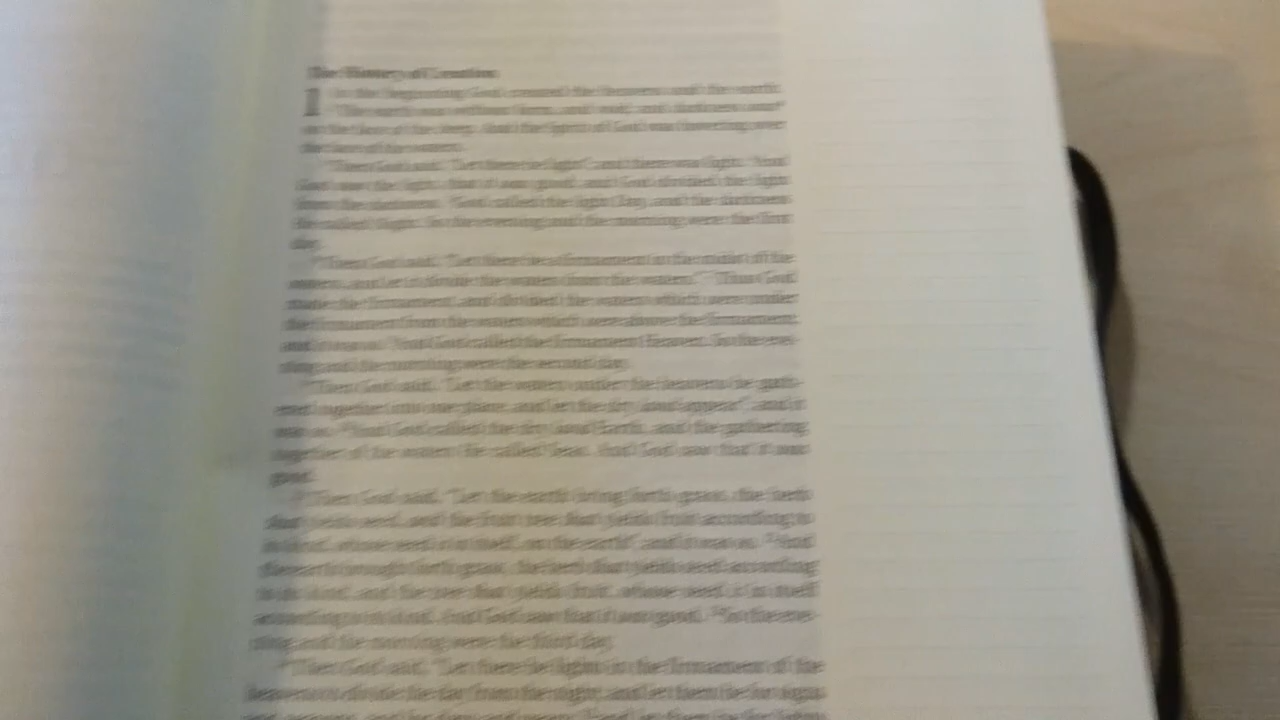 The History of Creation
1 In the beginning God created the heavens and the earth.
The earth was without form, and void; and darkness was
on the face of the deep. And the Spirit of God was hovering over
the face of the waters.
Then God said, "Let there be light"; and there was light. And
God saw the light, that it was good; and God divided the light
from the darkness. God called the light Day, and the darkness
He called Night. So the evening and the morning were the first
day.
Then God said, "Let there be a firmament in the midst of the
waters, and let it divide the waters from the waters." Thus God
made the firmament, and divided the waters which were under
the firmament from the waters which were above the firmament;
and it was so. And God called the firmament Heaven. So the eve-
ning and the morning were the second day.
Then God said, "Let the waters under the heavens be gath-
ered together into one place, and let the dry land appear"; and it
was so. And God called the dry land Earth, and the gathering
together of the waters He called Seas. And God saw that it was
good.
Then God said, "Let the earth bring forth grass, the herb
that yields seed, and the fruit tree that yields fruit according to
its kind, whose seed is in itself, on the earth"; and it was so. And
the earth brought forth grass, the herb that yields seed according
to its kind, and the tree that yields fruit, whose seed is in itself
according to its kind. And God saw that it was good. So the eve-
ning and the morning were the third day.
Then God said, "Let there be lights in the firmament of the
heavens to divide the day from the night; and let them be for signs